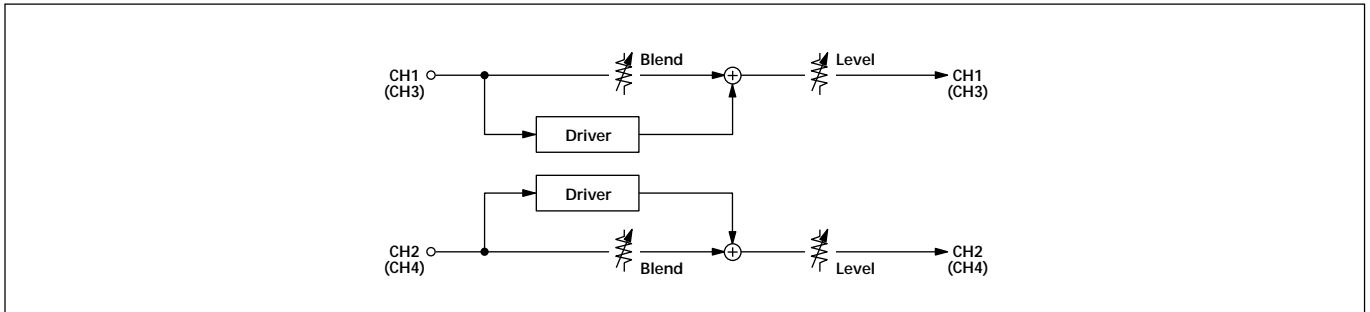 Blend
Level
CH1
(CH3)
CH1
(CH3)
Driver
Driver
CH2
(CH4)
Blend
Level
CH2
(CH4)